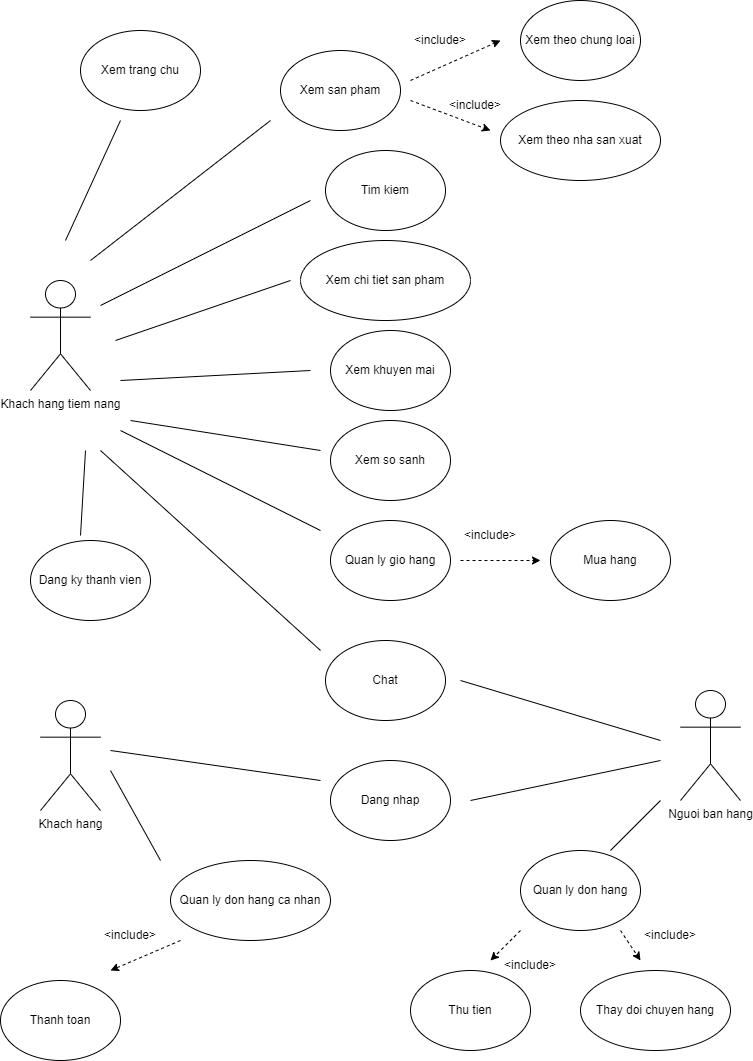 <include>
Xem theo chung loai
Xem trang chu
Xem san pham
<include>
Xem theo nha san xuat
Tim kiem
Xem chi tiet san pham
Xem khuyen mai
Khach hang tiem nang
Xem so sanh
<include>
Quan ly gio hang
Mua hang
Dang ky thanh vien
Chat
Dang nhap
Khach hang
Nguoi ban hang
Quan ly don hang ca nhan
Quan ly don hang
<include>
<include>
<include>
Thanh toan
Thu tien
Thay doi chuyen hang